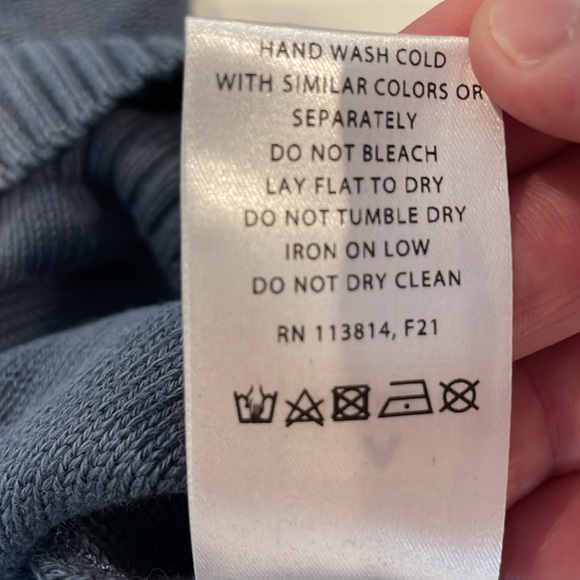 HAND WASH COLD
WITH SIMILAR COLORS OR
SEPARATELY
DO NOT BLEACH
LAY FLAT TO DRY
DO NOT TUMBLE DRY
IRON ON LOW
DO NOT DRY CLEAN
RN 113814, F21